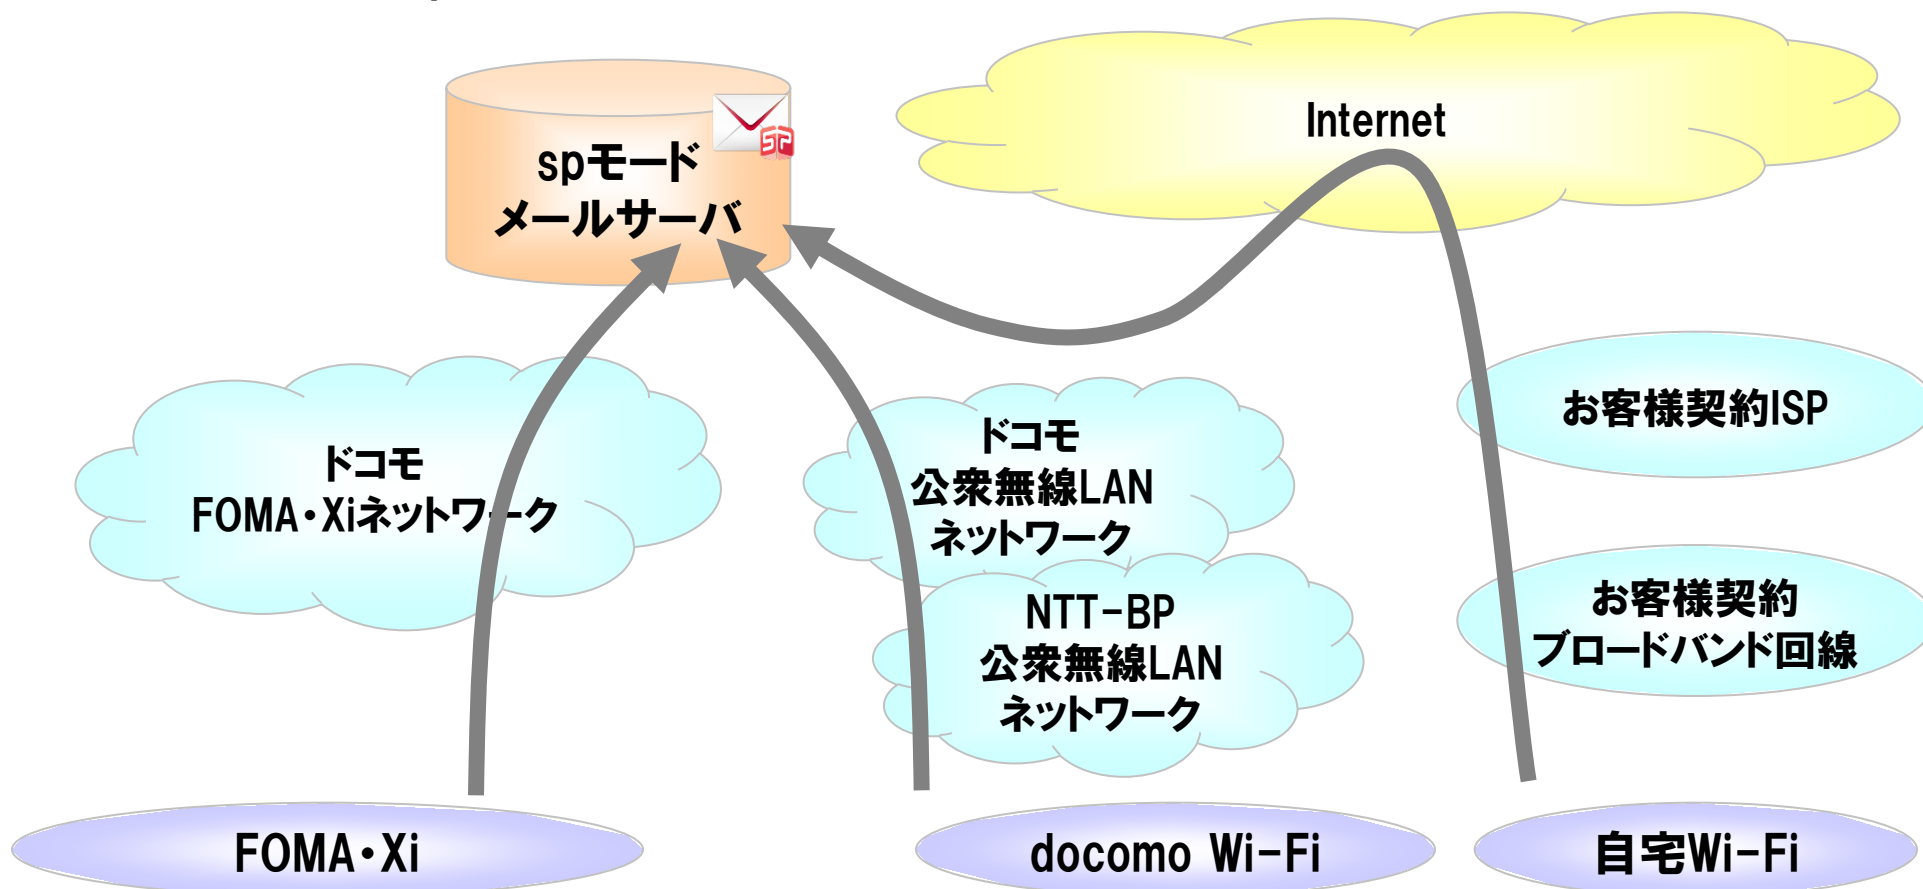 Internet
spモード
メールサーバ
ドコモ
FOMA・Xiネットワーク
ドコモ
公衆無線LAN
ネットワーク
NTT-BP
公衆無線LAN
ネットワーク
お客様契約ISP
お客様契約
ブロードバンド回線
FOMA・Xi
docomo Wi-Fi
自宅Wi-Fi